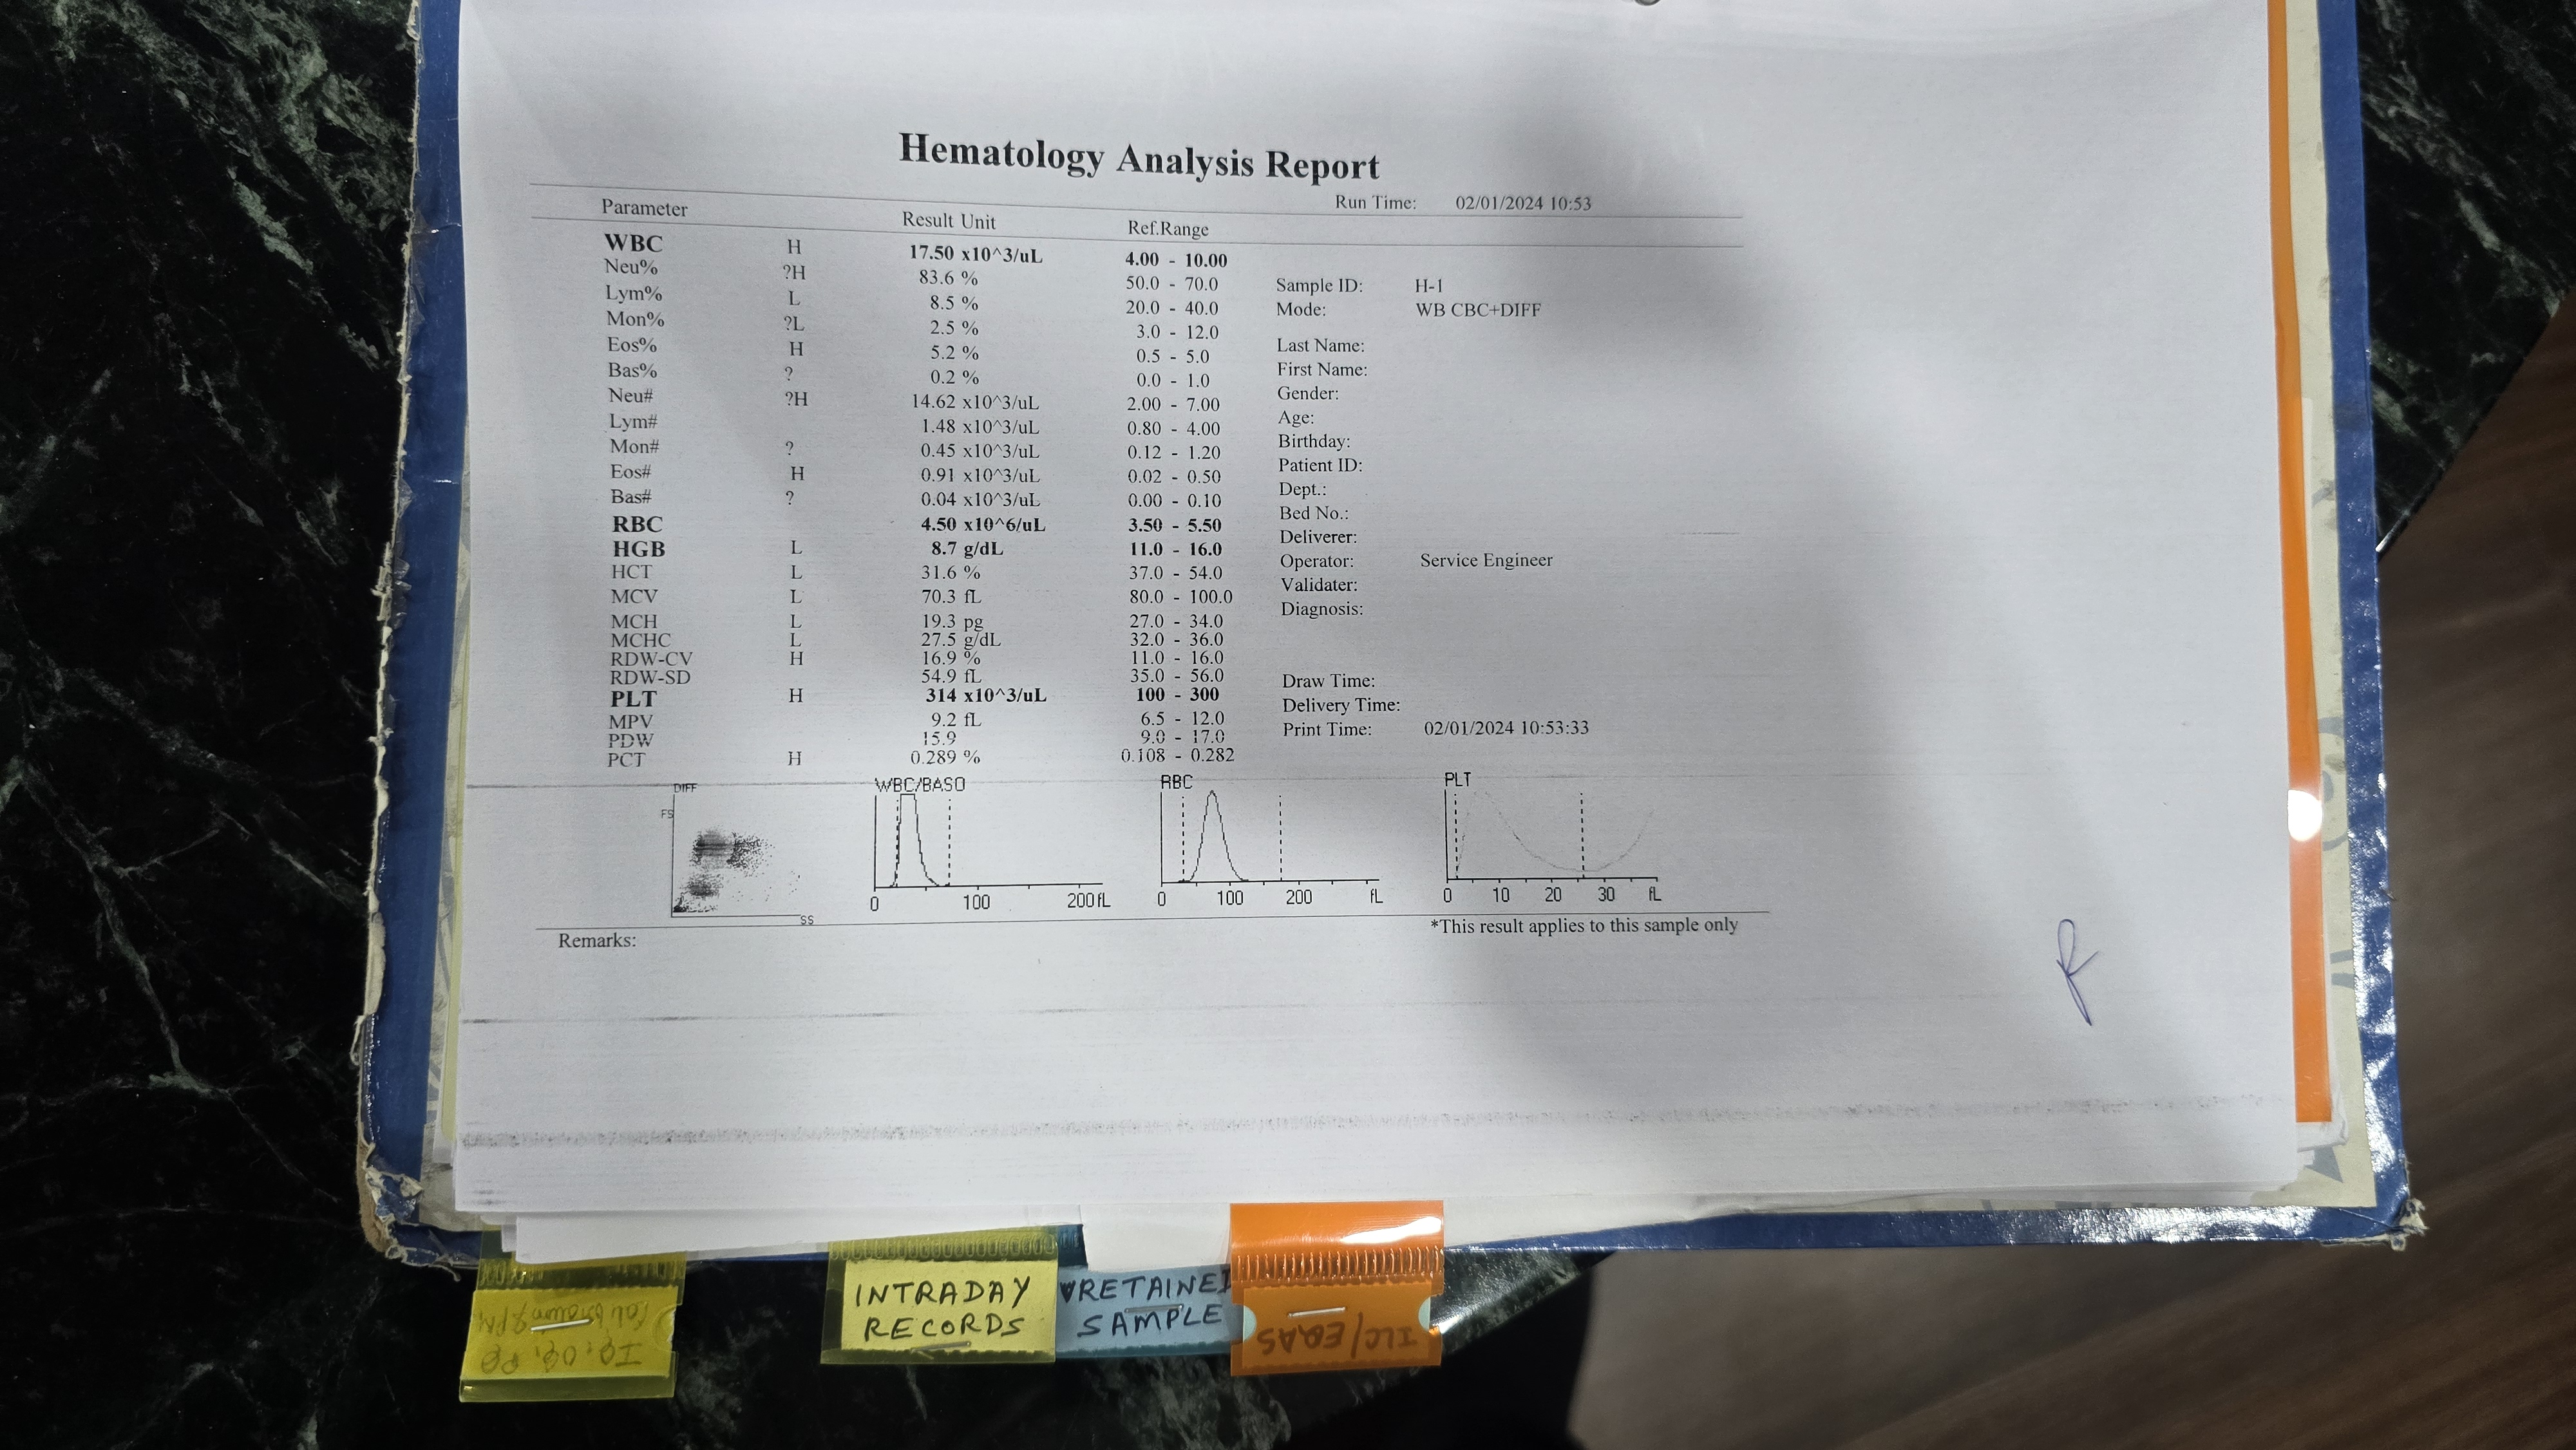 Hematology Analysis Report
Run Time: 02/01/2024 10:53
Parameter Result Unit Ref.Range
WBC H 17.50 x10^3/uL 4.00 - 10.00
Neu% ?H 83.6 % 50.0 - 70.0
Lym% L 8.5 % 20.0 - 40.0
Mon% ?L 2.5 % 3.0 - 12.0
Eos% H 5.2 % 0.5 - 5.0
Bas% ? 0.2 % 0.0 - 1.0
Neu# ?H 14.62 x10^3/uL 2.00 - 7.00
Lym# 1.48 x10^3/uL 0.80 - 4.00
Mon# ? 0.45 x10^3/uL 0.12 - 1.20
Eos# H 0.91 x10^3/uL 0.02 - 0.50
Bas# ? 0.04 x10^3/uL 0.00 - 0.10
RBC 4.50 x10^6/uL 3.50 - 5.50
HGB L 8.7 g/dL 11.0 - 16.0
HCT L 31.6 % 37.0 - 54.0
MCV L 70.3 fL 80.0 - 100.0
MCH L 19.3 pg 27.0 - 34.0
MCHC L 27.5 g/dL 32.0 - 36.0
RDW-CV H 16.9 % 11.0 - 16.0
RDW-SD 54.9 fL 35.0 - 56.0
PLT H 314 x10^3/uL 100 - 300
MPV 9.2 fL 6.5 - 12.0
PDW 15.9 9.0 - 17.0
PCT H 0.289 % 0.108 - 0.282
Sample ID: H-1
Mode: WB CBC+DIFF
Last Name:
First Name:
Gender:
Age:
Birthday:
Patient ID:
Dept.:
Bed No.:
Deliverer:
Operator: Service Engineer
Validater:
Diagnosis:
Draw Time:
Delivery Time:
Print Time: 02/01/2024 10:53:33
DIFF
FS
SS
WBC/BASO
0 100 200 fL
RBC
0 100 200 fL
PLT
0 10 20 30 fL
Remarks:
*This result applies to this sample only
INTRADAY
RECORDS
RETAINED
SAMPLE
ILC/EQAS